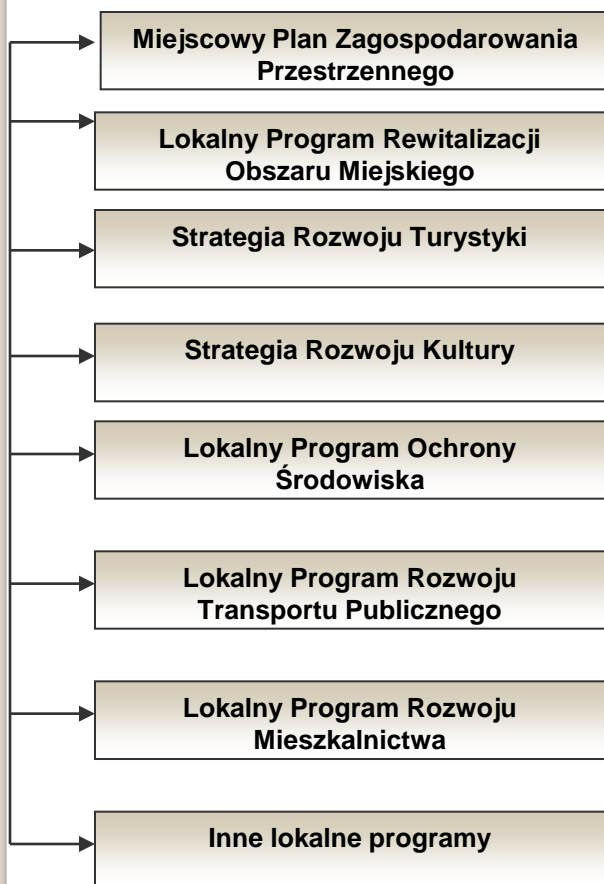 Miejscowy Plan Zagospodarowania
Przestrzennego
Lokalny Program Rewitalizacji
Obszaru Miejskiego
Strategia Rozwoju Turystyki
Strategia Rozwoju Kultury
Lokalny Program Ochrony
Środowiska
Lokalny Program Rozwoju
Transportu Publicznego
Lokalny Program Rozwoju
Mieszkalnictwa
Inne lokalne programy